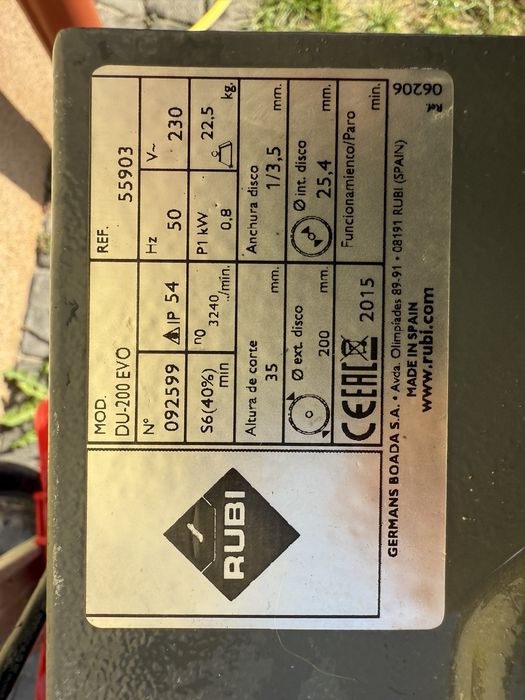 RUBI
MOD.
DU-200 EVO
REF.
55903
Nº
092599
IP 54
Hz
50
V~
230
S6(40%)
min
n0
3240
./min.
P1 kW
0,8
22,5
kg.
Altura de corte
35
mm.
Anchura disco
1/3,5
mm.
Ø ext. disco
200
mm.
Ø int. disco
25,4
mm.
CE EAC
2015
Funcionamiento/Paro
min.
GERMANS BOADA S.A. • Avda. Olimpíades 89-91 • 08191 RUBI (SPAIN)
MADE IN SPAIN
www.rubi.com
Ref.
06206